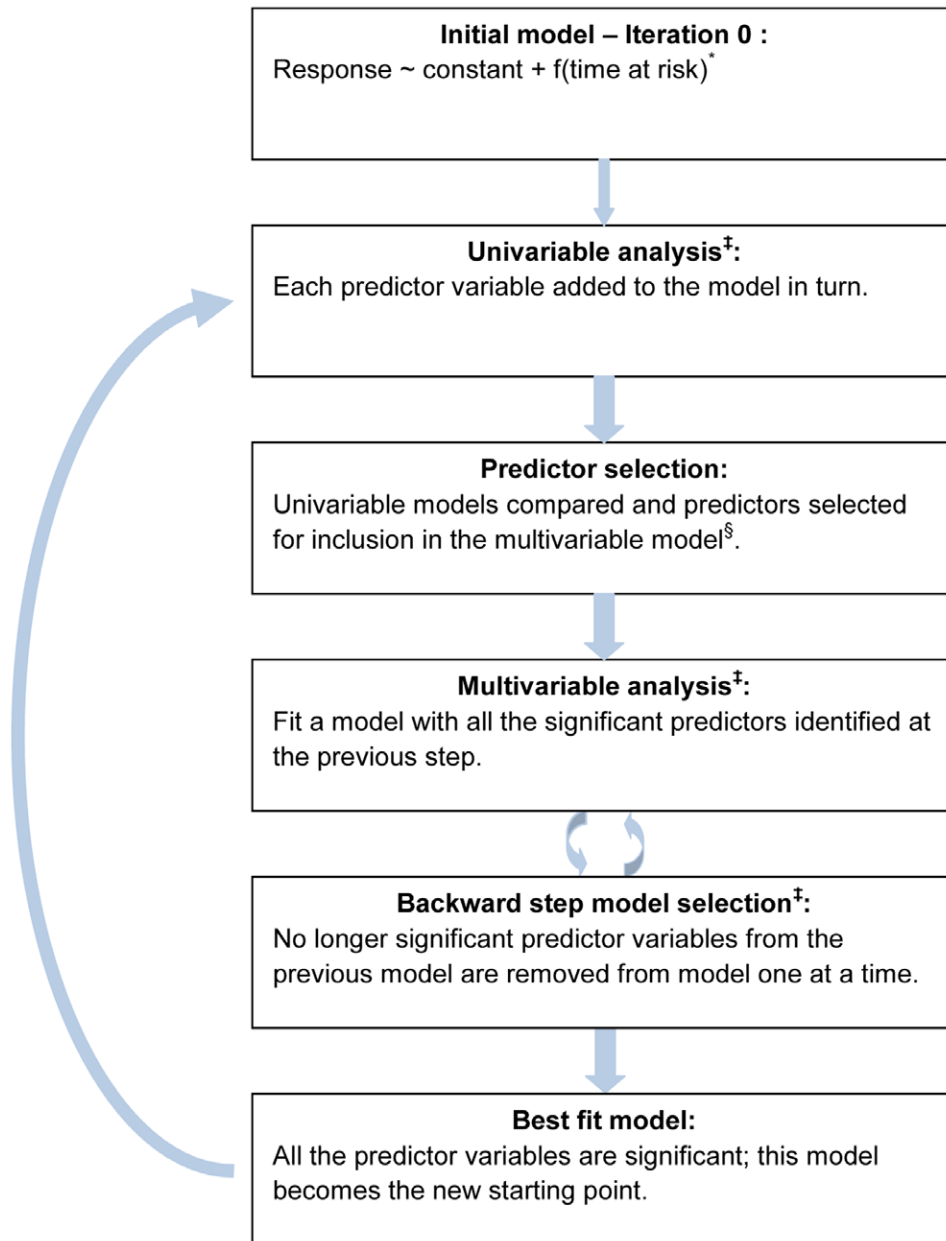 Initial model – Iteration 0 :
Response ~ constant + f(time at risk)*
Univariable analysis‡:
Each predictor variable added to the model in turn.
Predictor selection:
Univariable models compared and predictors selected
for inclusion in the multivariable model§.
Multivariable analysis‡:
Fit a model with all the significant predictors identified at
the previous step.
Backward step model selection‡:
No longer significant predictor variables from the
previous model are removed from model one at a time.
Best fit model:
All the predictor variables are significant; this model
becomes the new starting point.